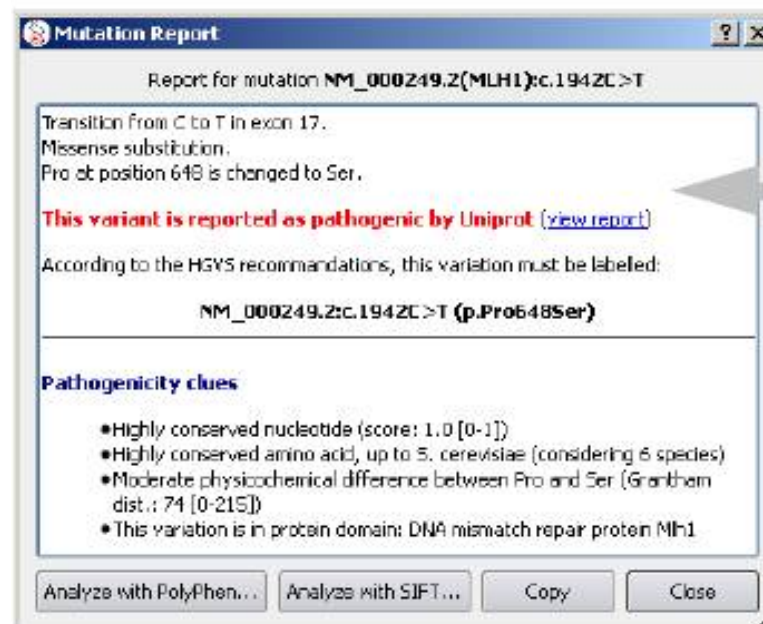 Mutation Report
Report for mutation NM_000249.2(MLH1):c.1942C>T
Transition from C to T in exon 17.
Missense substitution.
Pro at position 648 is changed to Ser.
This variant is reported as pathogenic by Uniprot (view report)
According to the HGVS recommandations, this variation must be labelled:
NM_000249.2:c.1942C>T (p.Pro648Ser)
Pathogenicity clues
•Highly conserved nucleotide (score: 1.0 [0-1])
•Highly conserved amino acid, up to S. cerevisiae (considering 6 species)
•Moderate physicochemical difference between Pro and Ser (Grantham
dist.: 74 [0-215])
•This variation is in protein domain: DNA mismatch repair protein Mlh1
Analyze with PolyPhen... Analyze with SIFT... Copy Close